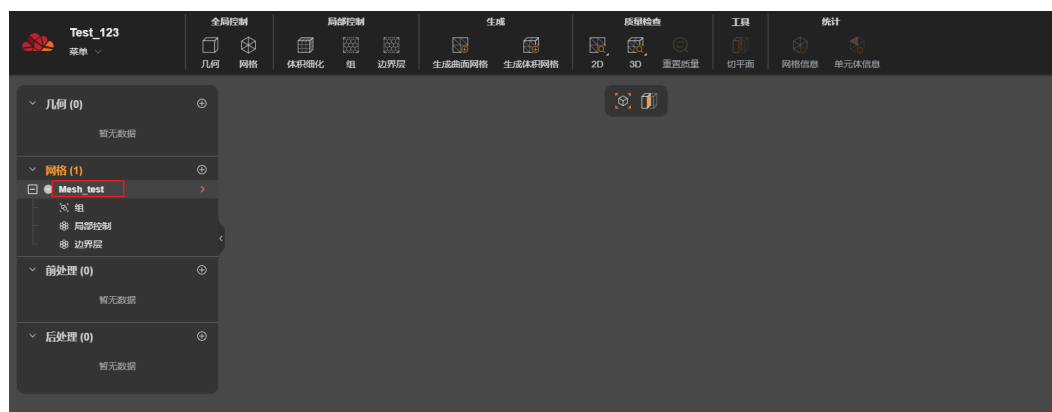 Test_123
菜单
全局控制 局部控制 生成 质量检查 工具 统计
几何 网格 体积细化 组 边界层 生成曲面网格 生成体积网格 2D 3D 重置质量 切平面 网格信息 单元体信息
几何 (0)
暂无数据
网格 (1)
Mesh_test
组
局部控制
边界层
前处理 (0)
暂无数据
后处理 (0)
暂无数据